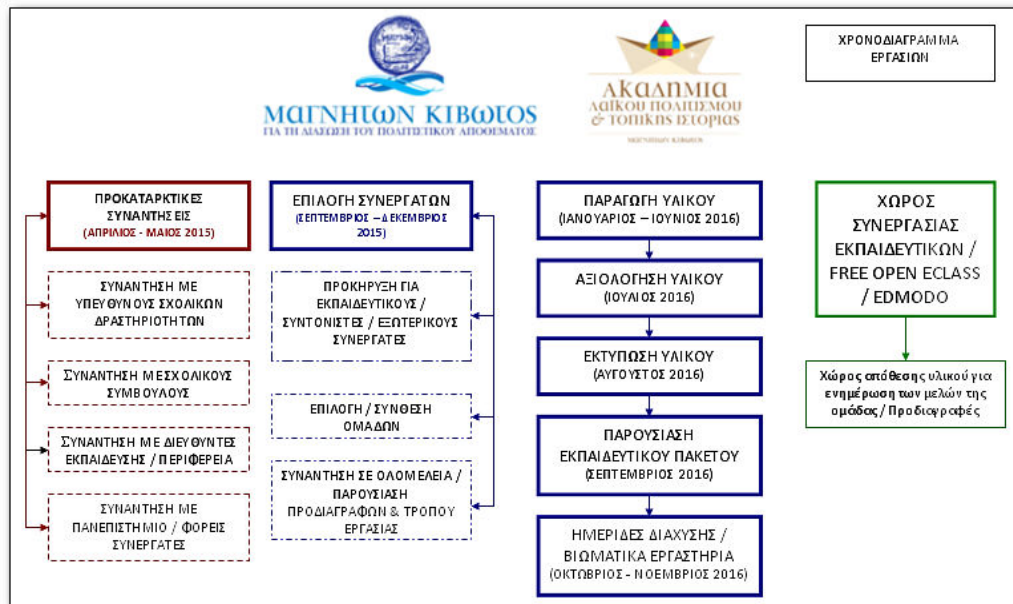 ΜΑΓΝΗΤΩΝ ΚΙΒΩΤΟΣ
ΓΙΑ ΤΗ ΔΙΑΣΩΣΗ ΤΟΥ ΠΟΛΙΤΙΣΤΙΚΟΥ ΑΠΟΘΕΜΑΤΟΣ
ΑΚΑΔΗΜΙΑ
ΛΑΪΚΟΥ ΠΟΛΙΤΙΣΜΟΥ
& ΤΟΠΙΚΗΣ ΙΣΤΟΡΙΑΣ
ΜΑΓΝΗΤΩΝ ΚΙΒΩΤΟΣ
ΧΡΟΝΟΔΙΑΓΡΑΜΜΑ
ΕΡΓΑΣΙΩΝ
ΠΡΟΚΑΤΑΡΚΤΙΚΕΣ
ΣΥΝΑΝΤΗΣΕΙΣ
(ΑΠΡΙΛΙΟΣ - ΜΑΙΟΣ 2015)
ΣΥΝΑΝΤΗΣΗ ΜΕ
ΥΠΕΥΘΥΝΟΥΣ ΣΧΟΛΙΚΩΝ
ΔΡΑΣΤΗΡΙΟΤΗΤΩΝ
ΣΥΝΑΝΤΗΣΗ ΜΕ ΣΧΟΛΙΚΟΥΣ
ΣΥΜΒΟΥΛΟΥΣ
ΣΥΝΑΝΤΗΣΗ ΜΕ ΔΙΕΥΘΥΝΤΕΣ
ΕΚΠΑΙΔΕΥΣΗΣ / ΠΕΡΙΦΕΡΕΙΑ
ΣΥΝΑΝΤΗΣΗ ΜΕ
ΠΑΝΕΠΙΣΤΗΜΙΟ / ΦΟΡΕΙΣ
ΣΥΝΕΡΓΑΤΕΣ
ΕΠΙΛΟΓΗ ΣΥΝΕΡΓΑΤΩΝ
(ΣΕΠΤΕΜΒΡΙΟΣ – ΔΕΚΕΜΒΡΙΟΣ
2015)
ΠΡΟΚΗΡΥΞΗ ΓΙΑ
ΕΚΠΑΙΔΕΥΤΙΚΟΥΣ /
ΣΥΝΤΟΝΙΣΤΕΣ / ΕΞΩΤΕΡΙΚΟΥΣ
ΣΥΝΕΡΓΑΤΕΣ
ΕΠΙΛΟΓΗ / ΣΥΝΘΕΣΗ
ΟΜΑΔΩΝ
ΣΥΝΑΝΤΗΣΗ ΣΕ ΟΛΟΜΕΛΕΙΑ /
ΠΑΡΟΥΣΙΑΣΗ
ΠΡΟΔΙΑΓΡΑΦΩΝ & ΤΡΟΠΟΥ
ΕΡΓΑΣΙΑΣ
ΠΑΡΑΓΩΓΗ ΥΛΙΚΟΥ
(ΙΑΝΟΥΑΡΙΟΣ – ΙΟΥΝΙΟΣ 2016)
ΑΞΙΟΛΟΓΗΣΗ ΥΛΙΚΟΥ
(ΙΟΥΛΙΟΣ 2016)
ΕΚΤΥΠΩΣΗ ΥΛΙΚΟΥ
(ΑΥΓΟΥΣΤΟΣ 2016)
ΠΑΡΟΥΣΙΑΣΗ
ΕΚΠΑΙΔΕΥΤΙΚΟΥ ΠΑΚΕΤΟΥ
(ΣΕΠΤΕΜΒΡΙΟΣ 2016)
ΗΜΕΡΙΔΕΣ ΔΙΑΧΥΣΗΣ /
ΒΙΩΜΑΤΙΚΑ ΕΡΓΑΣΤΗΡΙΑ
(ΟΚΤΩΒΡΙΟΣ - ΝΟΕΜΒΡΙΟΣ 2016)
ΧΩΡΟΣ
ΣΥΝΕΡΓΑΣΙΑΣ
ΕΚΠΑΙΔΕΥΤΙΚΩΝ /
FREE OPEN ECLASS
/ EDMODO
Χώρος απόθεσης υλικού για
ενημέρωση των μελών της
ομάδας / Προδιαγραφές